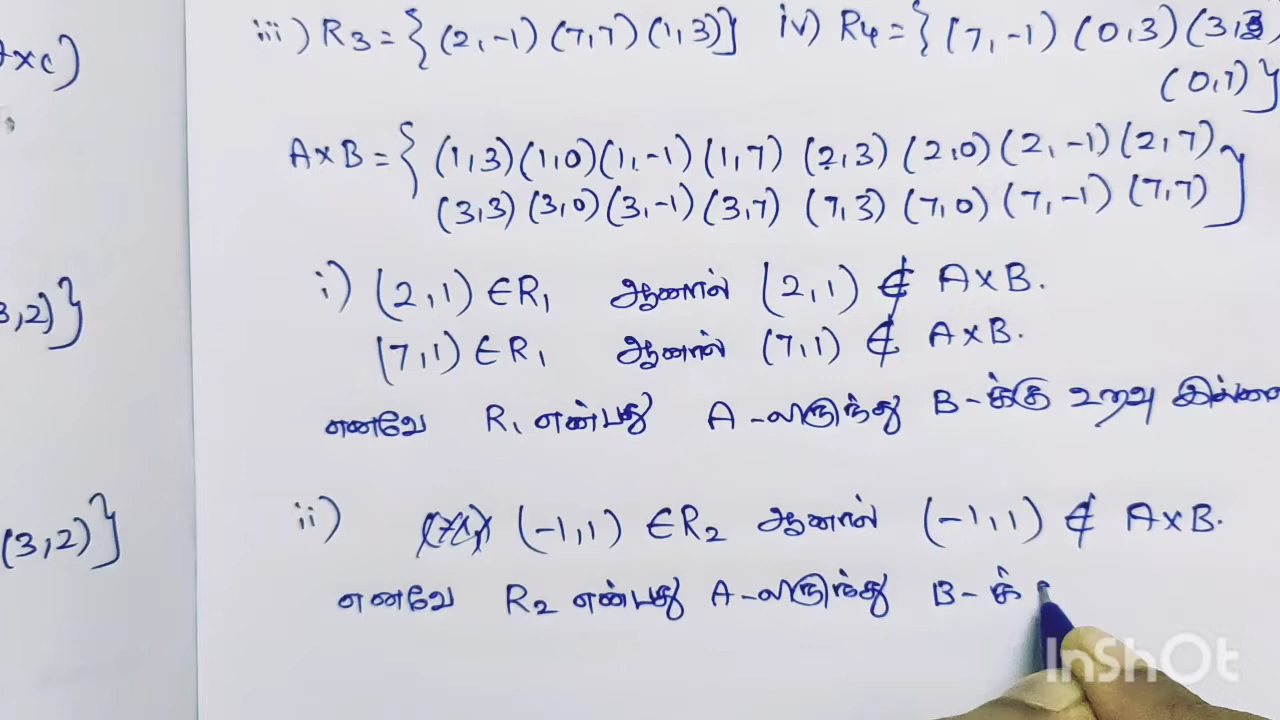 ×c)
iii) R3 = {(2,-1) (7,7) (1,3)} iv) R4 = {(7,-1) (0,3) (3,3)
(0,7)}
A×B = {(1,3) (1,0) (1,-1) (1,7) (2,3) (2,0) (2,-1) (2,7)
(3,3) (3,0) (3,-1) (3,7) (7,3) (7,0) (7,-1) (7,7)}
i) (2,1) ∈R1 ஆனால் (2,1) ∉ A×B.
3,2)}
(7,1) ∈R1 ஆனால் (7,1) ∉ A×B.
எனவே R1 என்பது A-லிருந்து B-க்கு உறவு இல்லை
ii) (-1,1) ∈R2 ஆனால் (-1,1) ∉ A×B.
(3,2)}
எனவே R2 என்பது A-லிருந்து B-க்
InShOt